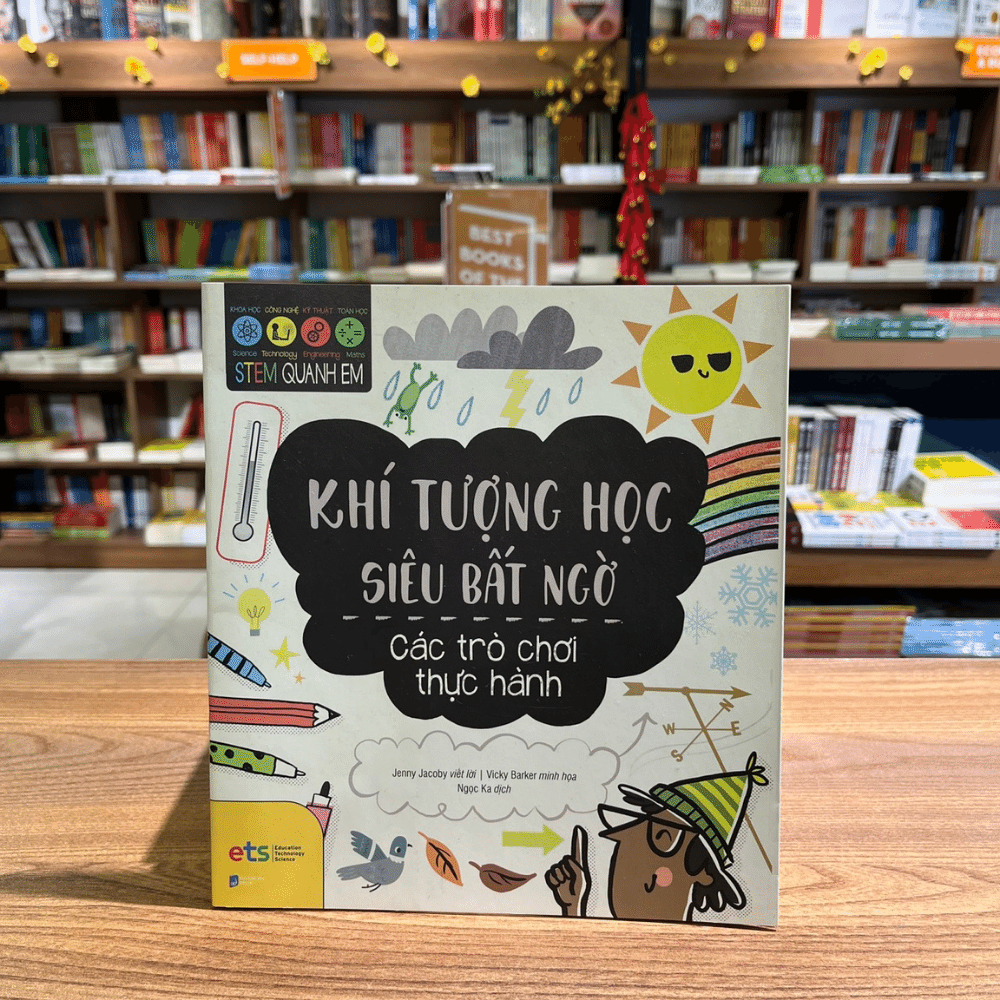 SELF-HELP
BEST
BOOKS
OF THE
KHOA HỌC CÔNG NGHỆ KỸ THUẬT TOÁN HỌC
Science Technology Engineering Maths
STEM QUANH EM
KHÍ TƯỢNG HỌC
SIÊU BẤT NGỜ
Các trò chơi
thực hành
N
W
E
S
Jenny Jacoby viết lời | Vicky Barker minh họa
Ngọc Ka dịch
ets
Education
Technology
Science